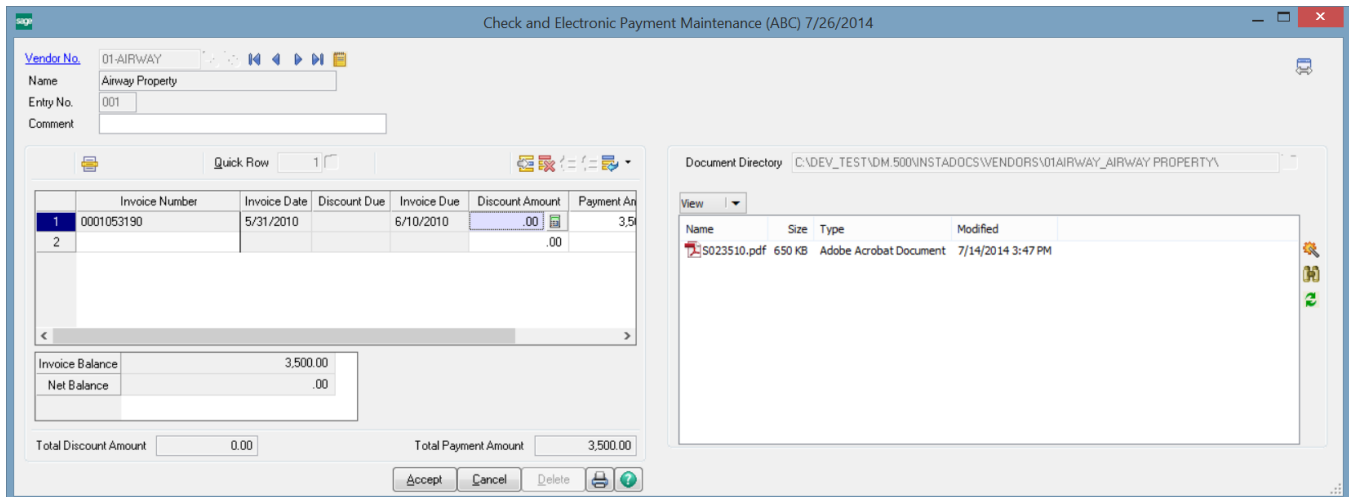 sage Check and Electronic Payment Maintenance (ABC) 7/26/2014
Vendor No. 01-AIRWAY
Name Airway Property
Entry No. 001
Comment
Quick Row 1
Invoice Number Invoice Date Discount Due Invoice Due Discount Amount Payment An
1 0001053190 5/31/2010 6/10/2010 .00 3,50
2 .00
Invoice Balance 3,500.00
Net Balance .00
Total Discount Amount 0.00 Total Payment Amount 3,500.00
Document Directory C:\DEV_TEST\DM.500\INSTADOCS\VENDORS\01AIRWAY_AIRWAY PROPERTY\
View
Name Size Type Modified
S023510.pdf 650 KB Adobe Acrobat Document 7/14/2014 3:47 PM
Accept Cancel Delete